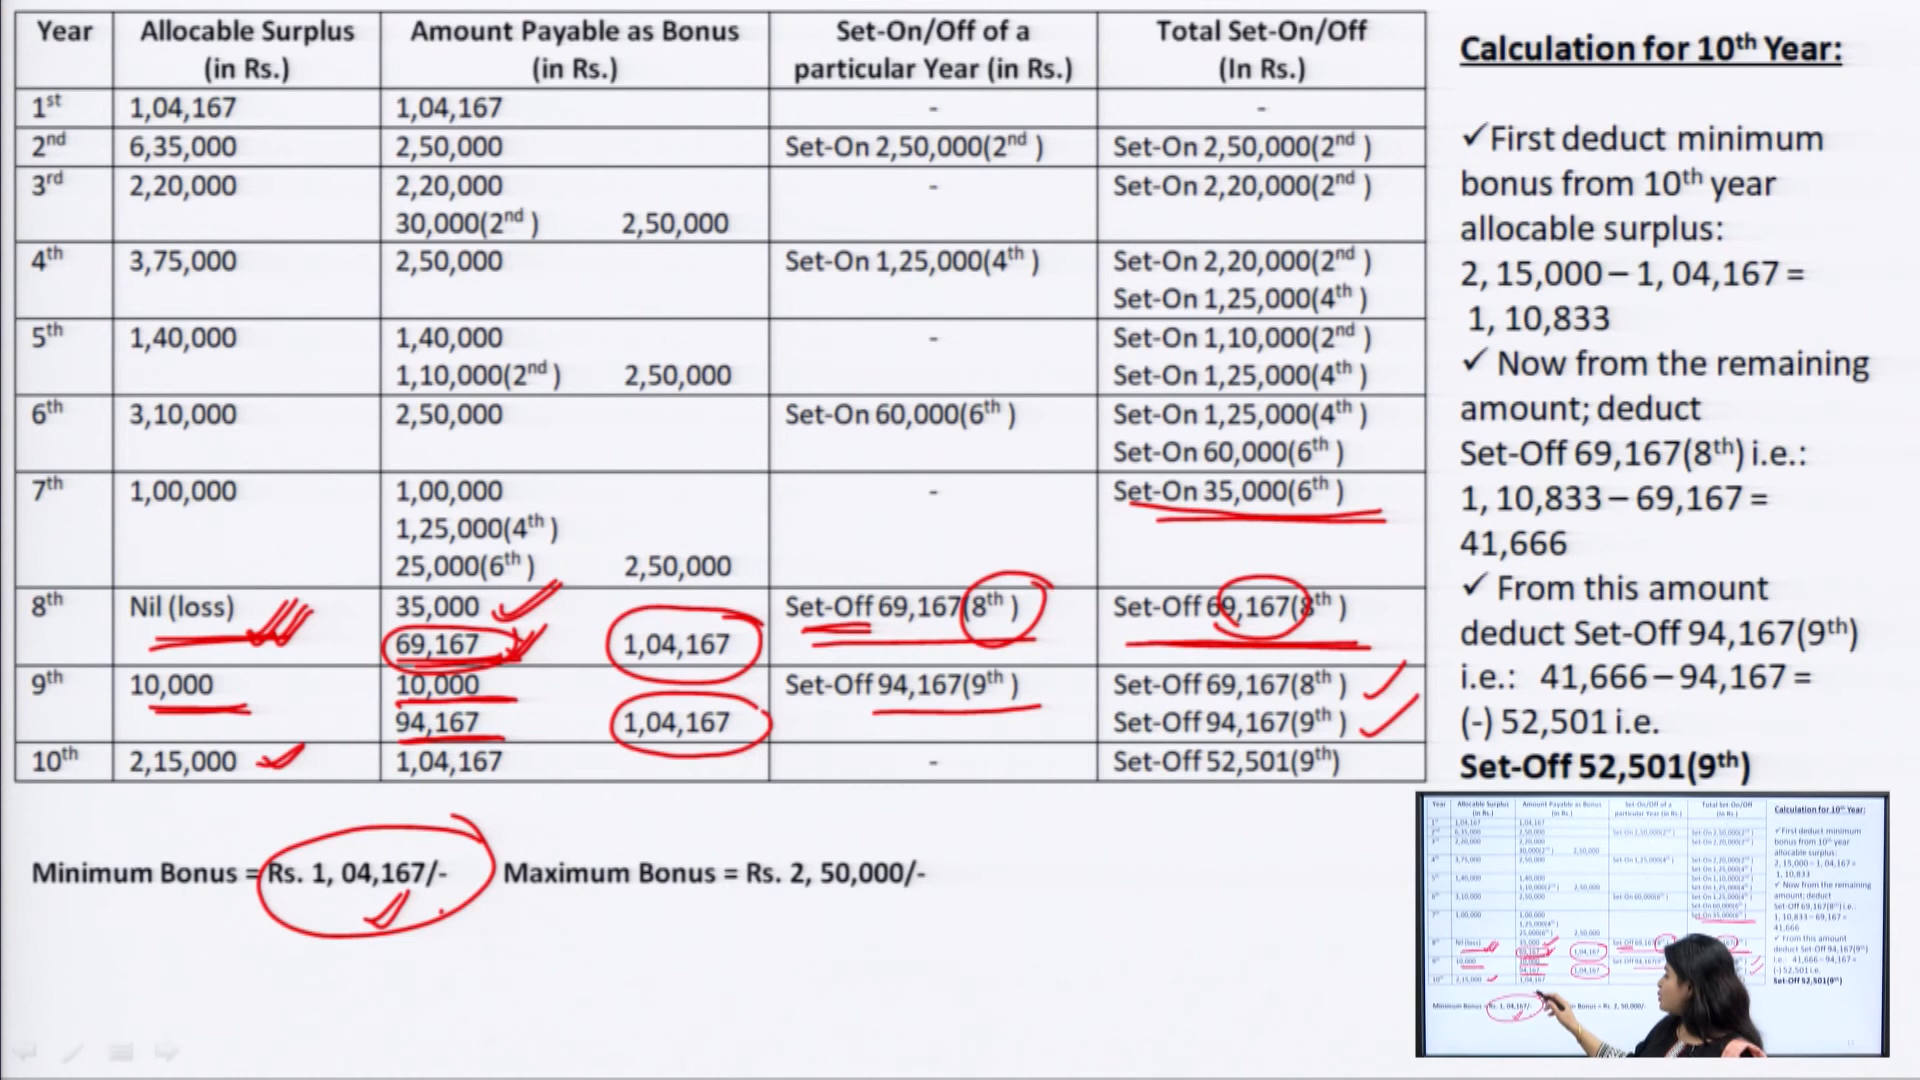 Year Allocable Surplus (in Rs.) Amount Payable as Bonus (in Rs.) Set-On/Off of a particular Year (in Rs.) Total Set-On/Off (In Rs.)
1st 1,04,167 1,04,167 - -
2nd 6,35,000 2,50,000 Set-On 2,50,000(2nd ) Set-On 2,50,000(2nd )
3rd 2,20,000 2,20,000 - Set-On 2,20,000(2nd )
30,000(2nd ) 2,50,000
4th 3,75,000 2,50,000 Set-On 1,25,000(4th ) Set-On 2,20,000(2nd )
Set-On 1,25,000(4th )
5th 1,40,000 1,40,000 - Set-On 1,10,000(2nd )
1,10,000(2nd ) 2,50,000 Set-On 1,25,000(4th )
6th 3,10,000 2,50,000 Set-On 60,000(6th ) Set-On 1,25,000(4th )
Set-On 60,000(6th )
7th 1,00,000 1,00,000 - Set-On 35,000(6th )
1,25,000(4th )
25,000(6th ) 2,50,000
8th Nil (loss) 35,000 Set-Off 69,167(8th ) Set-Off 69,167(8th )
69,167 1,04,167
9th 10,000 10,000 Set-Off 94,167(9th ) Set-Off 69,167(8th )
94,167 1,04,167 Set-Off 94,167(9th )
10th 2,15,000 1,04,167 - Set-Off 52,501(9th)
Minimum Bonus = Rs. 1, 04,167/- Maximum Bonus = Rs. 2, 50,000/-
Calculation for 10th Year:
✓First deduct minimum
bonus from 10th year
allocable surplus:
2, 15,000 – 1, 04,167 =
1, 10,833
✓ Now from the remaining
amount; deduct
Set-Off 69,167(8th) i.e.:
1, 10,833 – 69,167 =
41,666
✓ From this amount
deduct Set-Off 94,167(9th)
i.e.: 41,666 – 94,167 =
(-) 52,501 i.e.
Set-Off 52,501(9th)